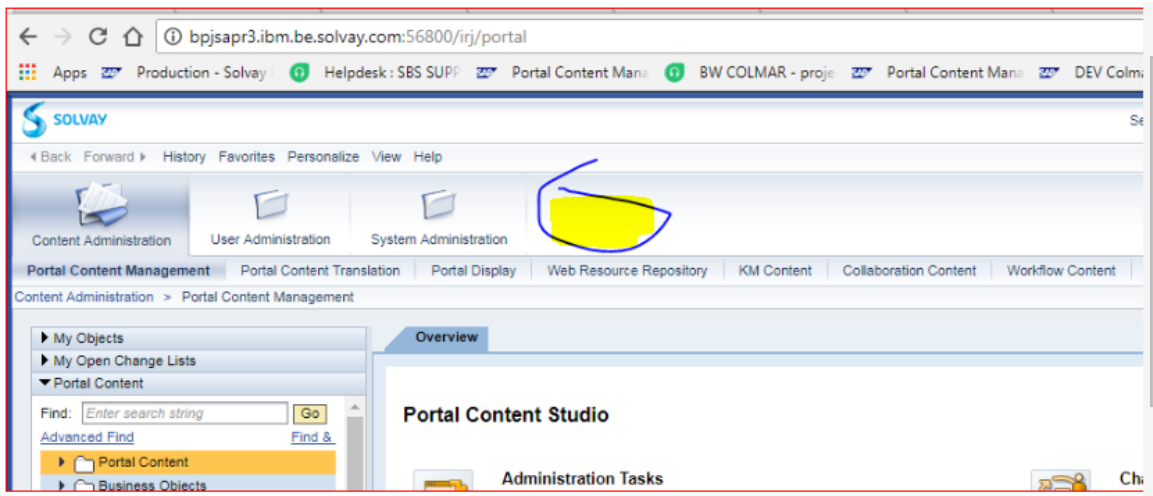 bpjsapr3.ibm.be.solvay.com:56800/irj/portal
Apps Production - Solvay Helpdesk : SBS SUPP Portal Content Mana BW COLMAR - proje Portal Content Mana DEV Colma
SOLVAY Se
Back Forward History Favorites Personalize View Help
Content Administration User Administration System Administration
Portal Content Management Portal Content Translation Portal Display Web Resource Repository KM Content Collaboration Content Workflow Content
Content Administration > Portal Content Management
My Objects Overview
My Open Change Lists
Portal Content
Find: Enter search string Go Portal Content Studio
Advanced Find Find &
Portal Content
Administration Tasks Cha
Business Objects